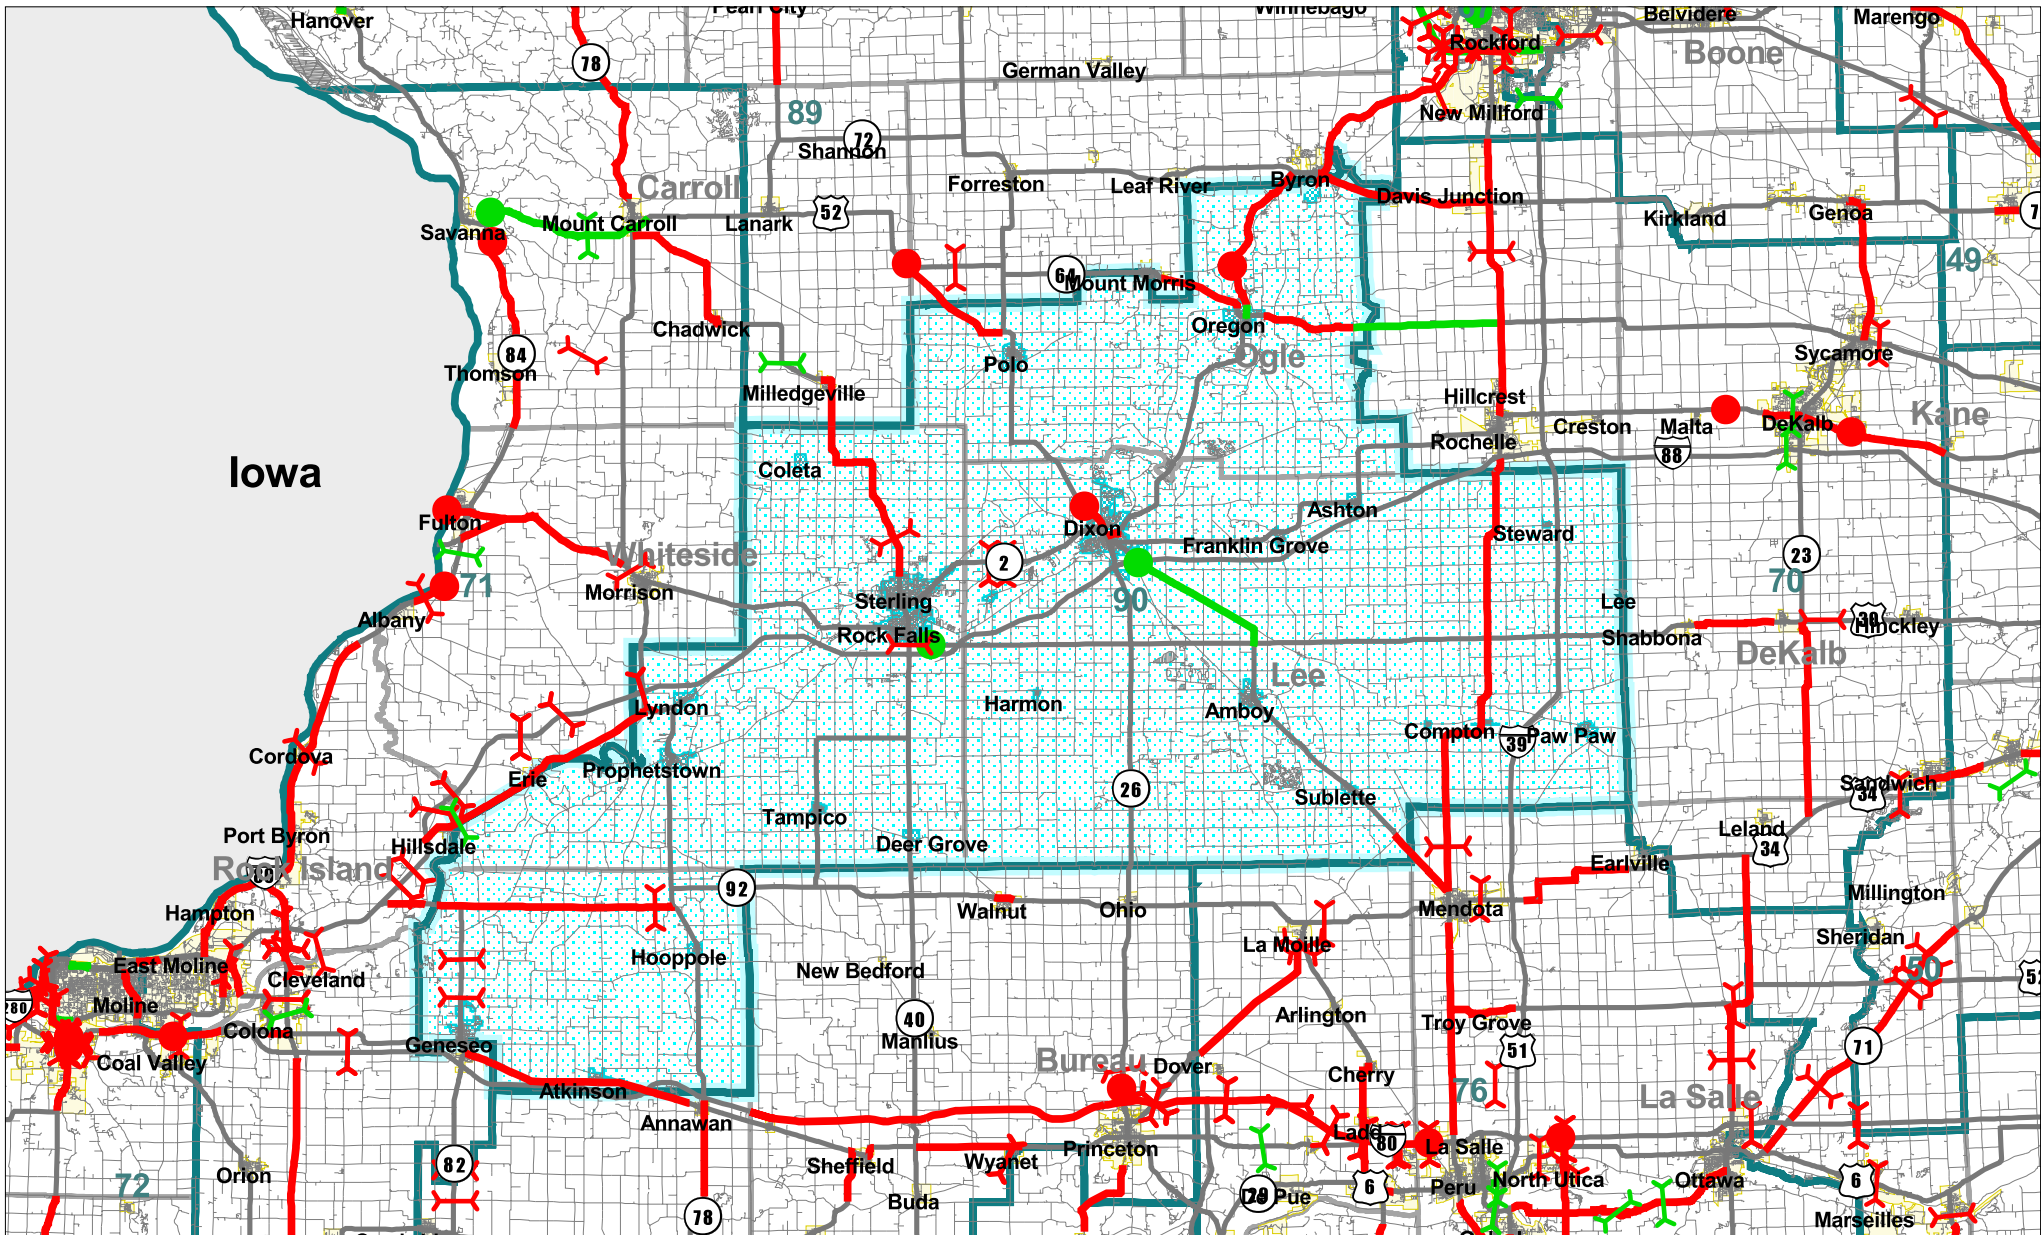 Hanover
Pearl City
Winnebago
Belvidere
Marengo
Rockford
Boone
78
German Valley
89
New Millford
72
Shannon
Carroll
Forreston
Leaf River
Byron
Davis Junction
Savanna
Mount Carroll
Lanark
52
Kirkland
Genoa
49
64
Mount Morris
Chadwick
Oregon
Ogle
84
Thomson
Polo
Sycamore
Milledgeville
Hillcrest
Kane
Iowa
Coleta
Rochelle
Creston
Malta
DeKalb
88
Fulton
Dixon
Ashton
Steward
Whiteside
2
Franklin Grove
23
71
Morrison
Sterling
90
70
Lee
Albany
Rock Falls
Shabbona
30
Hinckley
DeKalb
Lee
Lyndon
Harmon
Amboy
Compton
39
Paw Paw
Cordova
Erie
Prophetstown
26
Sublette
Sandwich
34
Port Byron
Hillsdale
Tampico
Deer Grove
Leland
34
Rock Island
80
Earlville
92
Hampton
Walnut
Ohio
Mendota
Millington
East Moline
Cleveland
Hooppole
New Bedford
La Moille
Sheridan
50
52
280
Moline
Colona
40
Arlington
Troy Grove
Geneseo
Manlius
51
71
Coal Valley
Atkinson
Bureau
Dover
Cherry
76
La Salle
Annawan
Ladd
80
Princeton
La Salle
82
Orion
Sheffield
Wyanet
72
Buda
78
29
De Pue
6
Peru
North Utica
Ottawa
6
Marseilles